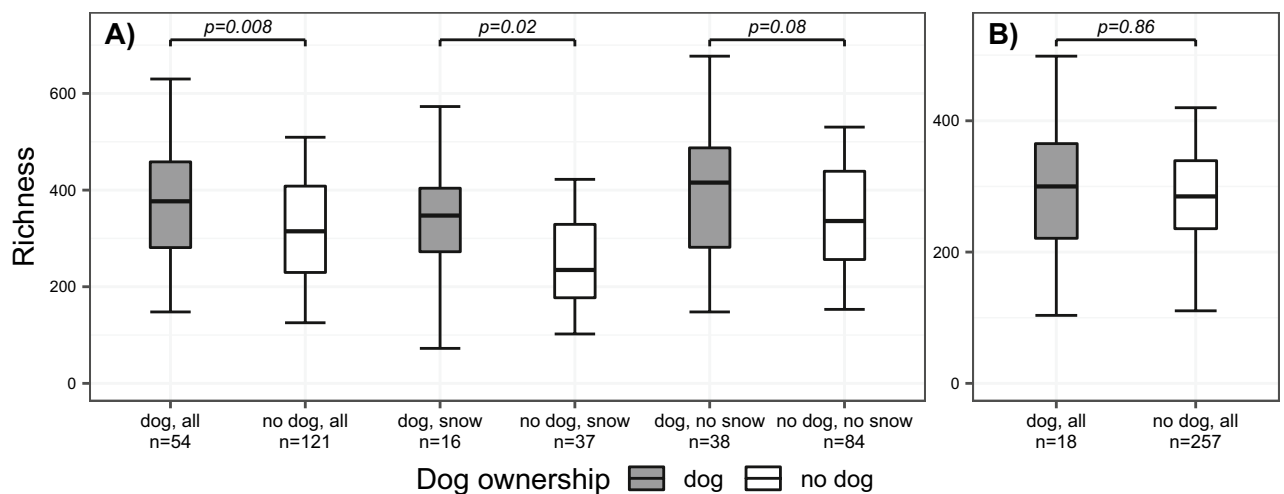 A)
p=0.008
p=0.02
p=0.08
B)
p=0.86
Richness
600
400
200
0
400
200
0
dog, all
n=54
no dog, all
n=121
dog, snow
n=16
no dog, snow
n=37
dog, no snow
n=38
no dog, no snow
n=84
dog, all
n=18
no dog, all
n=257
Dog ownership dog no dog